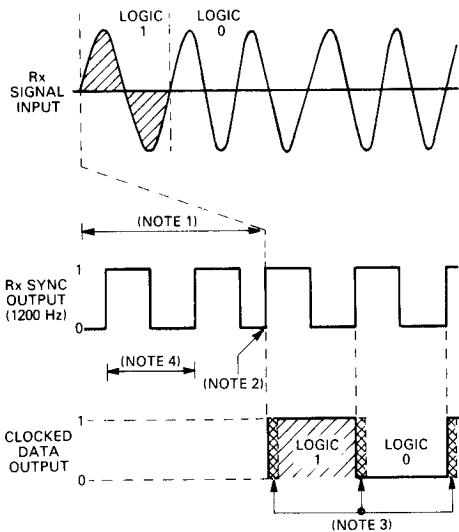 LOGIC
1
LOGIC
0
Rx
SIGNAL
INPUT
(NOTE 1)
Rx SYNC
OUTPUT
(1200 Hz)
1
0
(NOTE 4)
(NOTE 2)
CLOCKED
DATA
OUTPUT
1
0
LOGIC
1
LOGIC
0
(NOTE 3)